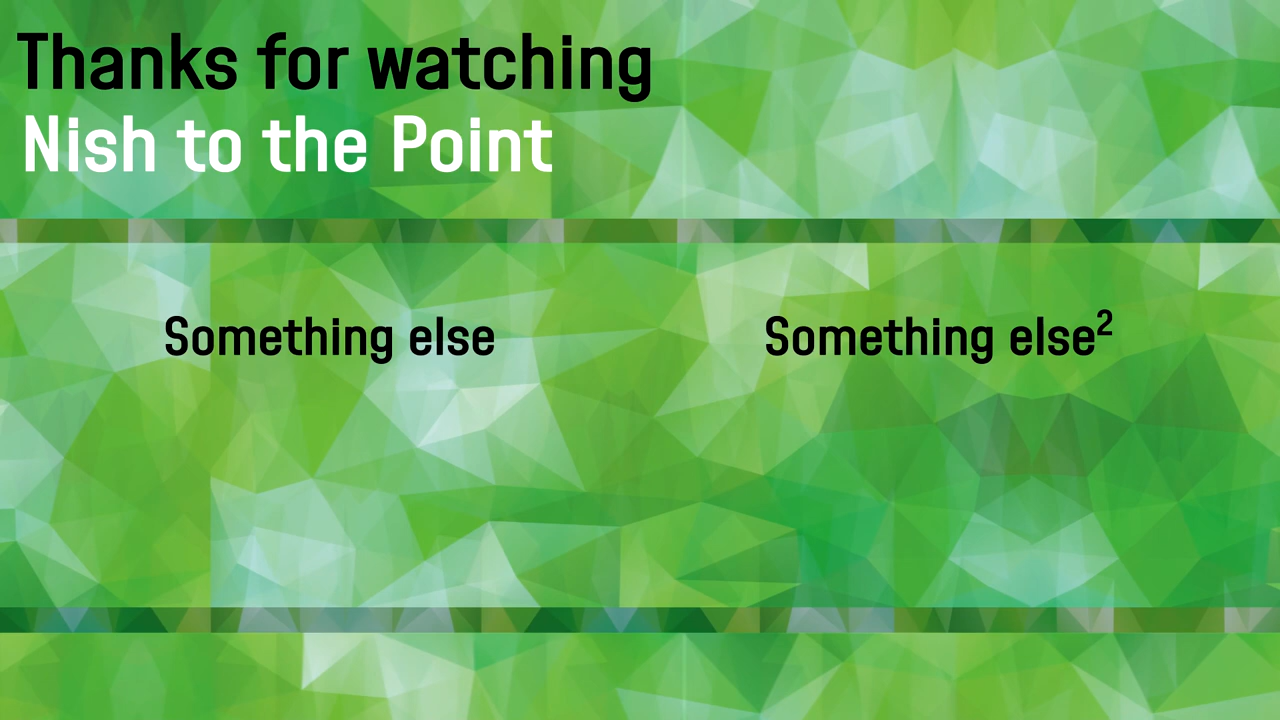 Thanks for watching
Nish to the Point
Something else
Something else²